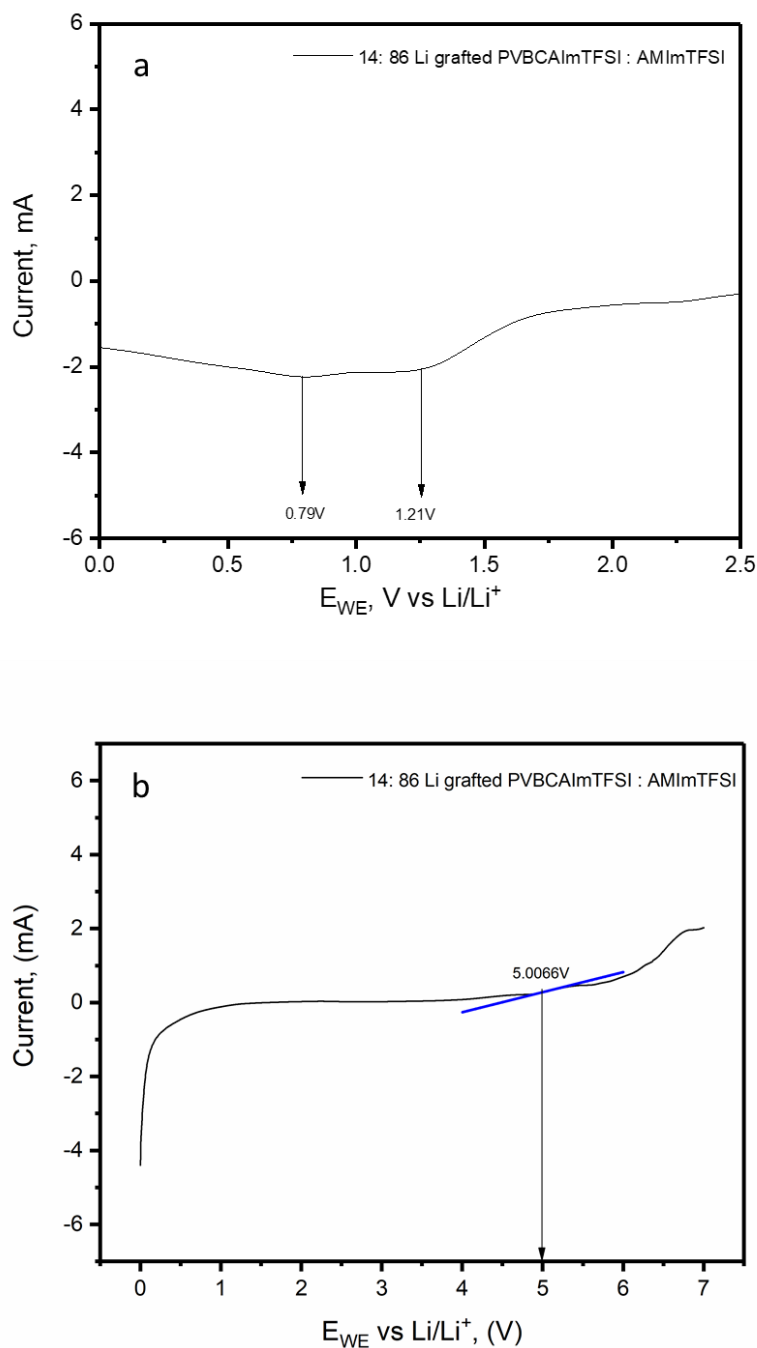 6
a
14: 86 Li grafted PVBCAImTFSI : AMImTFSI
4
2
0
-2
-4
-6
Current, mA
0.79V
1.21V
0.0
0.5
1.0
1.5
2.0
2.5
E_WE, V vs Li/Li⁺
6
b
14: 86 Li grafted PVBCAImTFSI : AMImTFSI
4
2
0
-2
-4
-6
Current, (mA)
5.0066V
0
1
2
3
4
5
6
7
E_WE vs Li/Li⁺, (V)